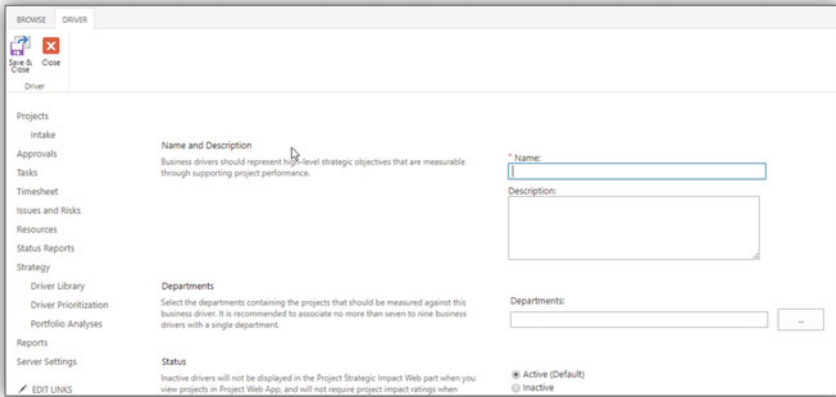 BROWSE DRIVER
Save & Close
Close
Driver
Projects
Intake
Approvals
Tasks
Timesheet
Issues and Risks
Resources
Status Reports
Strategy
Driver Library
Driver Prioritization
Portfolio Analyses
Reports
Server Settings
EDIT LINKS
Name and Description
Business drivers should represent high-level strategic objectives that are measurable
through supporting project performance.
* Name:
Description:
Departments
Select the departments containing the projects that should be measured against this
business driver. It is recommended to associate no more than seven to nine business
drivers with a single department.
Departments:
...
Status
Inactive drivers will not be displayed in the Project Strategic Impact Web part when you
view projects in Project Web App, and will not require project impact ratings when
Active (Default)
Inactive